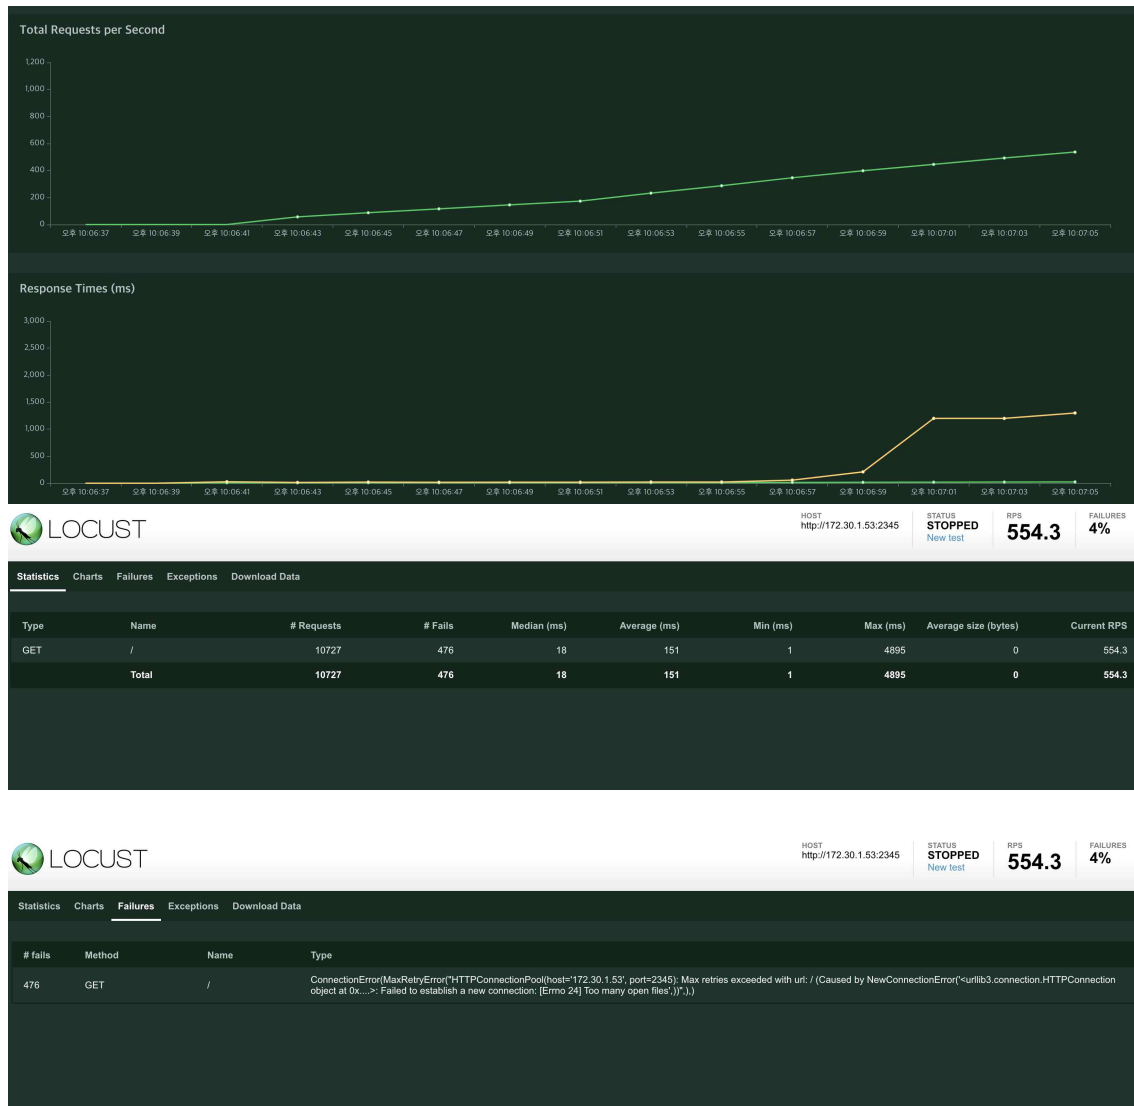 Total Requests per Second
1,200
1,000
800
600
400
200
0
오후 10:06:37 오후 10:06:39 오후 10:06:41 오후 10:06:43 오후 10:06:45 오후 10:06:47 오후 10:06:49 오후 10:06:51 오후 10:06:53 오후 10:06:55 오후 10:06:57 오후 10:06:59 오후 10:07:01 오후 10:07:03 오후 10:07:05
Response Times (ms)
3,000
2,500
2,000
1,500
1,000
500
0
오후 10:06:37 오후 10:06:39 오후 10:06:41 오후 10:06:43 오후 10:06:45 오후 10:06:47 오후 10:06:49 오후 10:06:51 오후 10:06:53 오후 10:06:55 오후 10:06:57 오후 10:06:59 오후 10:07:01 오후 10:07:03 오후 10:07:05
LOCUST
HOST
http://172.30.1.53:2345
STATUS
STOPPED
New test
RPS
554.3
FAILURES
4%
Statistics Charts Failures Exceptions Download Data
Type Name # Requests # Fails Median (ms) Average (ms) Min (ms) Max (ms) Average size (bytes) Current RPS
GET / 10727 476 18 151 1 4895 0 554.3
Total 10727 476 18 151 1 4895 0 554.3
LOCUST
HOST
http://172.30.1.53:2345
STATUS
STOPPED
New test
RPS
554.3
FAILURES
4%
Statistics Charts Failures Exceptions Download Data
# fails Method Name Type
476 GET / ConnectionError(MaxRetryError("HTTPConnectionPool(host='172.30.1.53', port=2345): Max retries exceeded with url: / (Caused by NewConnectionError('<urllib3.connection.HTTPConnection
object at 0x....>: Failed to establish a new connection: [Errno 24] Too many open files',))",),)